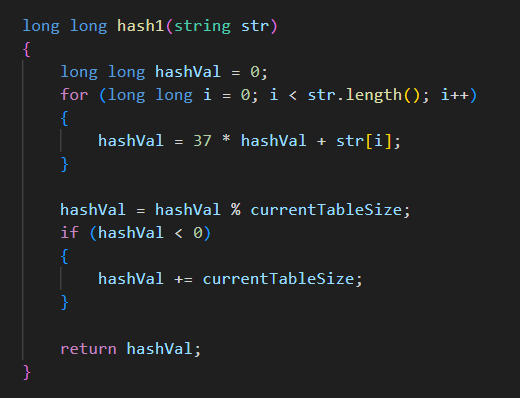 long long hash1(string str)
{
    long long hashVal = 0;
    for (long long i = 0; i < str.length(); i++)
    {
        hashVal = 37 * hashVal + str[i];
    }

    hashVal = hashVal % currentTableSize;
    if (hashVal < 0)
    {
        hashVal += currentTableSize;
    }

    return hashVal;
}